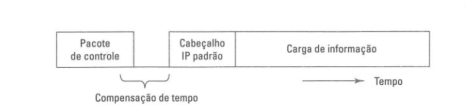 Pacote
de controle
Cabeçalho
IP padrão
Carga de informação
Tempo
Compensação de tempo